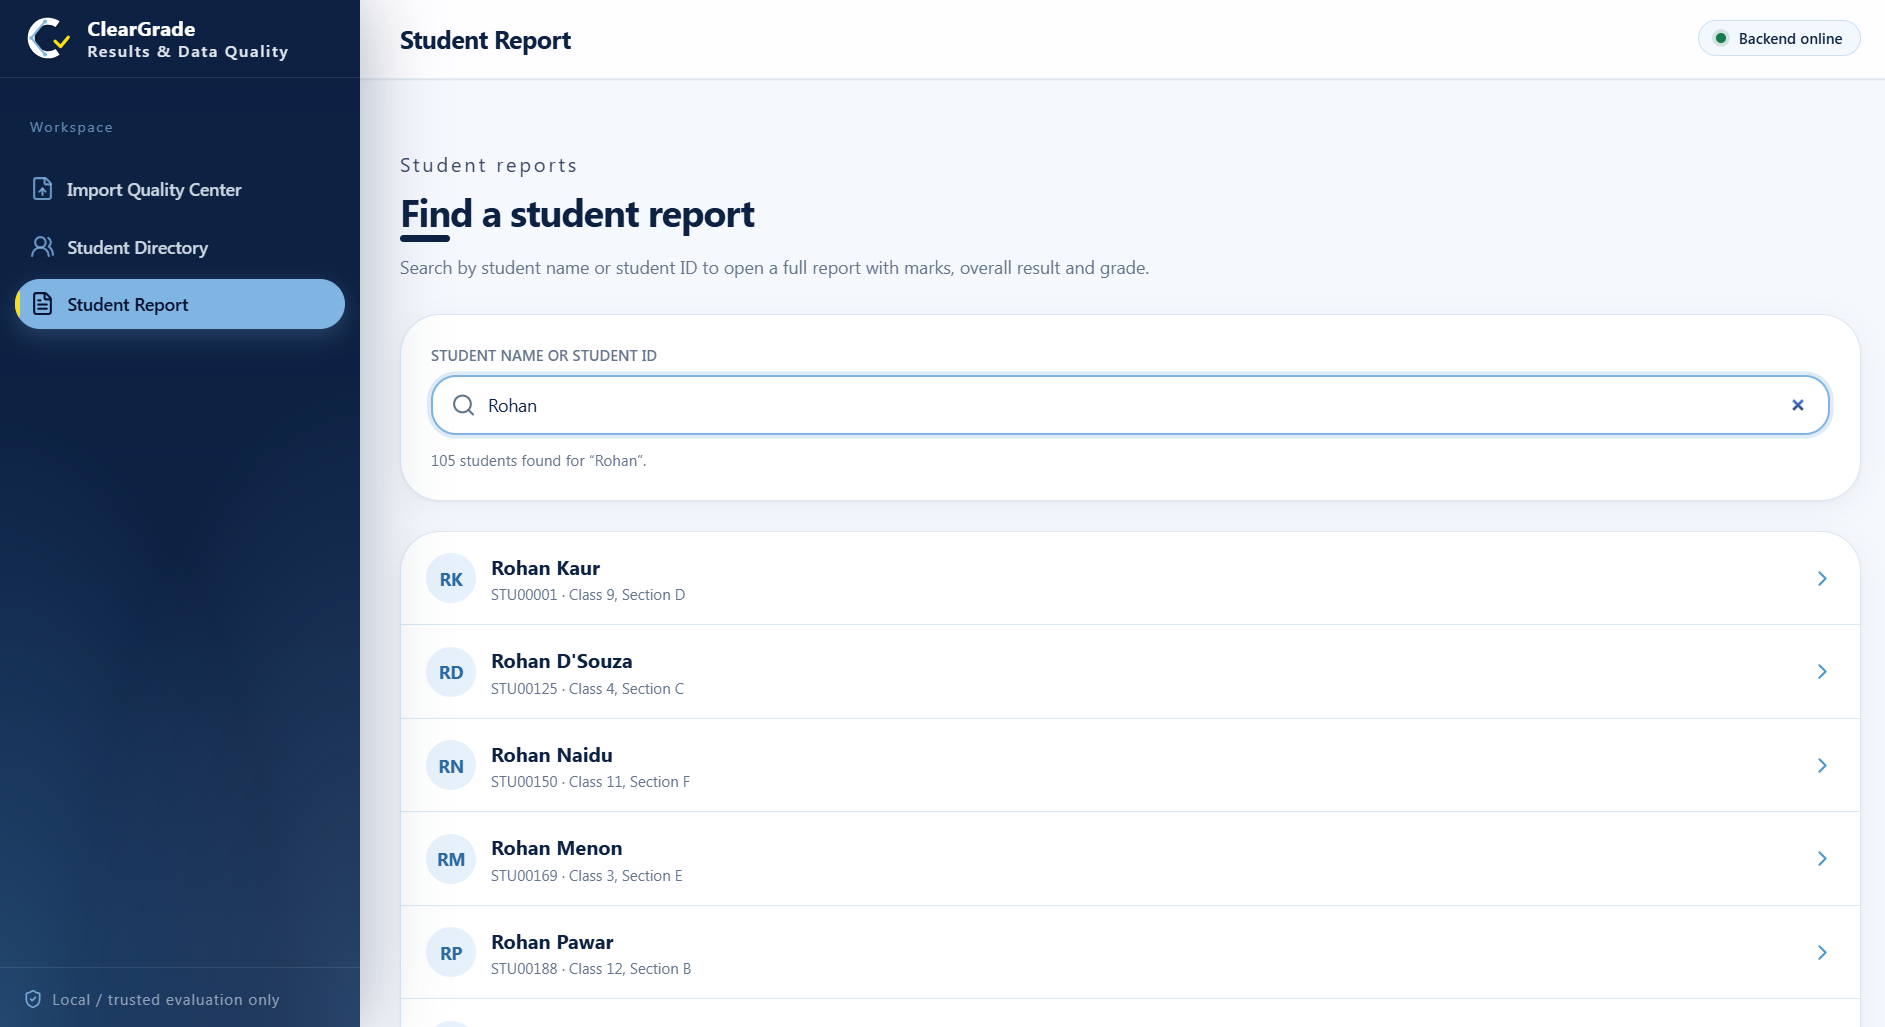 ClearGrade
Results & Data Quality
Workspace
Import Quality Center
Student Directory
Student Report
Local / trusted evaluation only
Student Report
Backend online
Student reports
Find a student report
Search by student name or student ID to open a full report with marks, overall result and grade.
STUDENT NAME OR STUDENT ID
Rohan
105 students found for “Rohan”.
RK
Rohan Kaur
STU00001 · Class 9, Section D
RD
Rohan D'Souza
STU00125 · Class 4, Section C
RN
Rohan Naidu
STU00150 · Class 11, Section F
RM
Rohan Menon
STU00169 · Class 3, Section E
RP
Rohan Pawar
STU00188 · Class 12, Section B